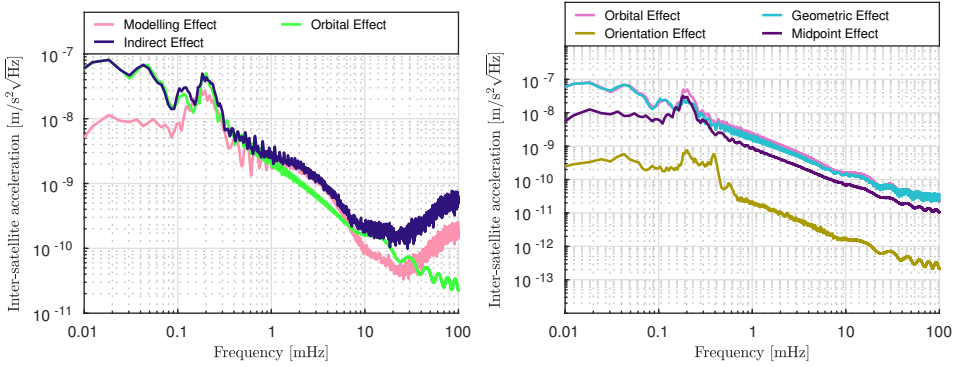 Modelling Effect
Orbital Effect
Indirect Effect
Inter-satellite acceleration [m/s²√Hz]
10⁻⁷
10⁻⁸
10⁻⁹
10⁻¹⁰
10⁻¹¹
0.01 0.1 1 10 100
Frequency [mHz]
Orbital Effect
Geometric Effect
Orientation Effect
Midpoint Effect
Inter-satellite acceleration [m/s²√Hz]
10⁻⁷
10⁻⁸
10⁻⁹
10⁻¹⁰
10⁻¹¹
10⁻¹²
10⁻¹³
0.01 0.1 1 10 100
Frequency [mHz]